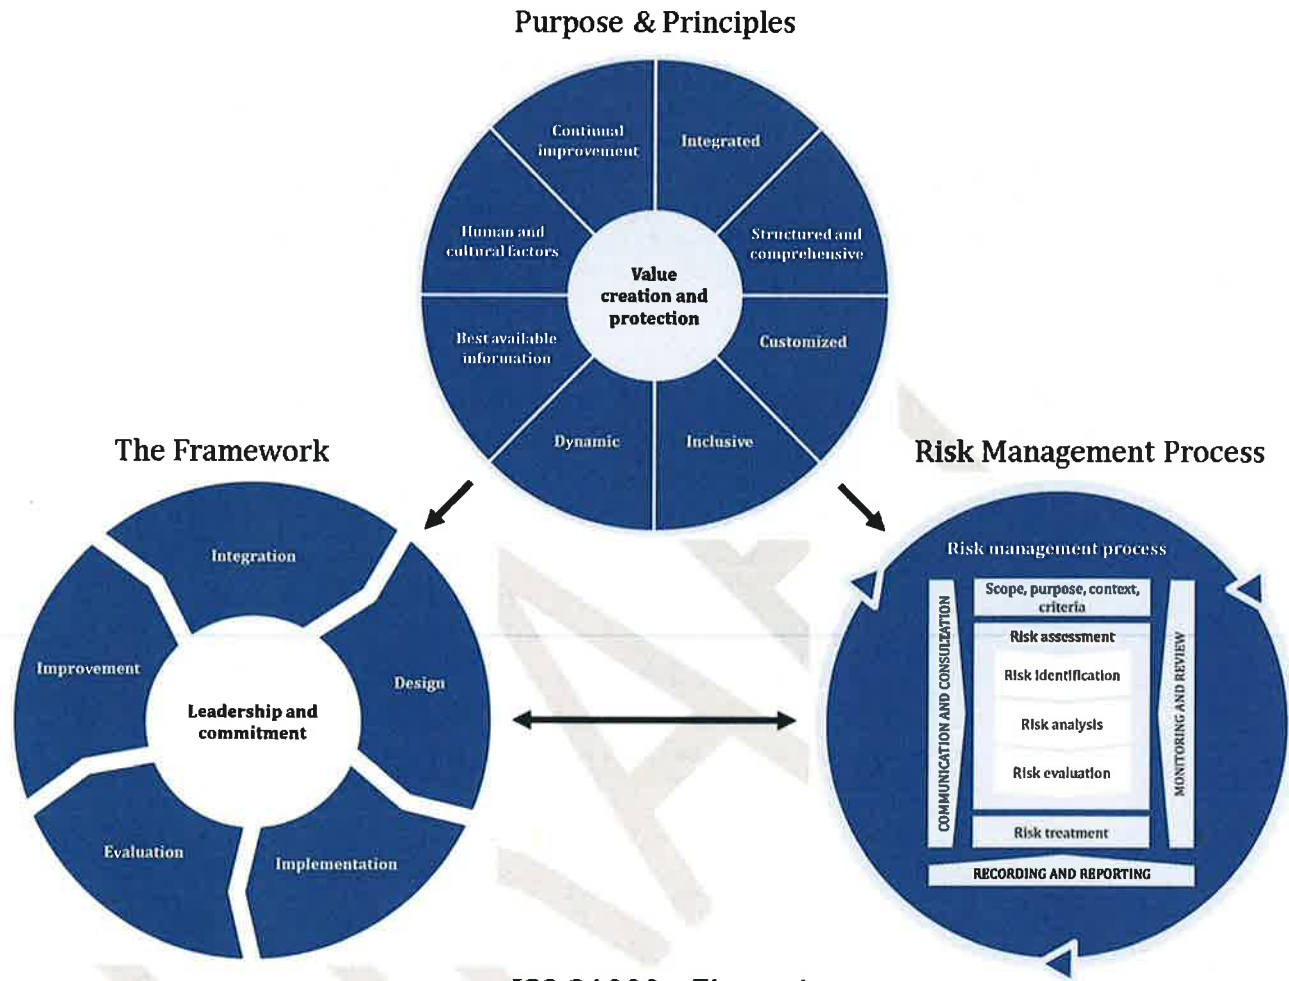 Purpose & Principles
Continual
improvement
Integrated
Human and
cultural factors
Structured and
comprehensive
Value
creation and
protection
Best available
information
Customized
Dynamic
Inclusive
The Framework
Integration
Improvement
Design
Leadership and
commitment
Evaluation
Implementation
Risk Management Process
Risk management process
Scope, purpose, context,
criteria
Risk assessment
Risk identification
Risk analysis
Risk evaluation
Risk treatment
COMMUNICATION AND CONSULTATION
MONITORING AND REVIEW
RECORDING AND REPORTING